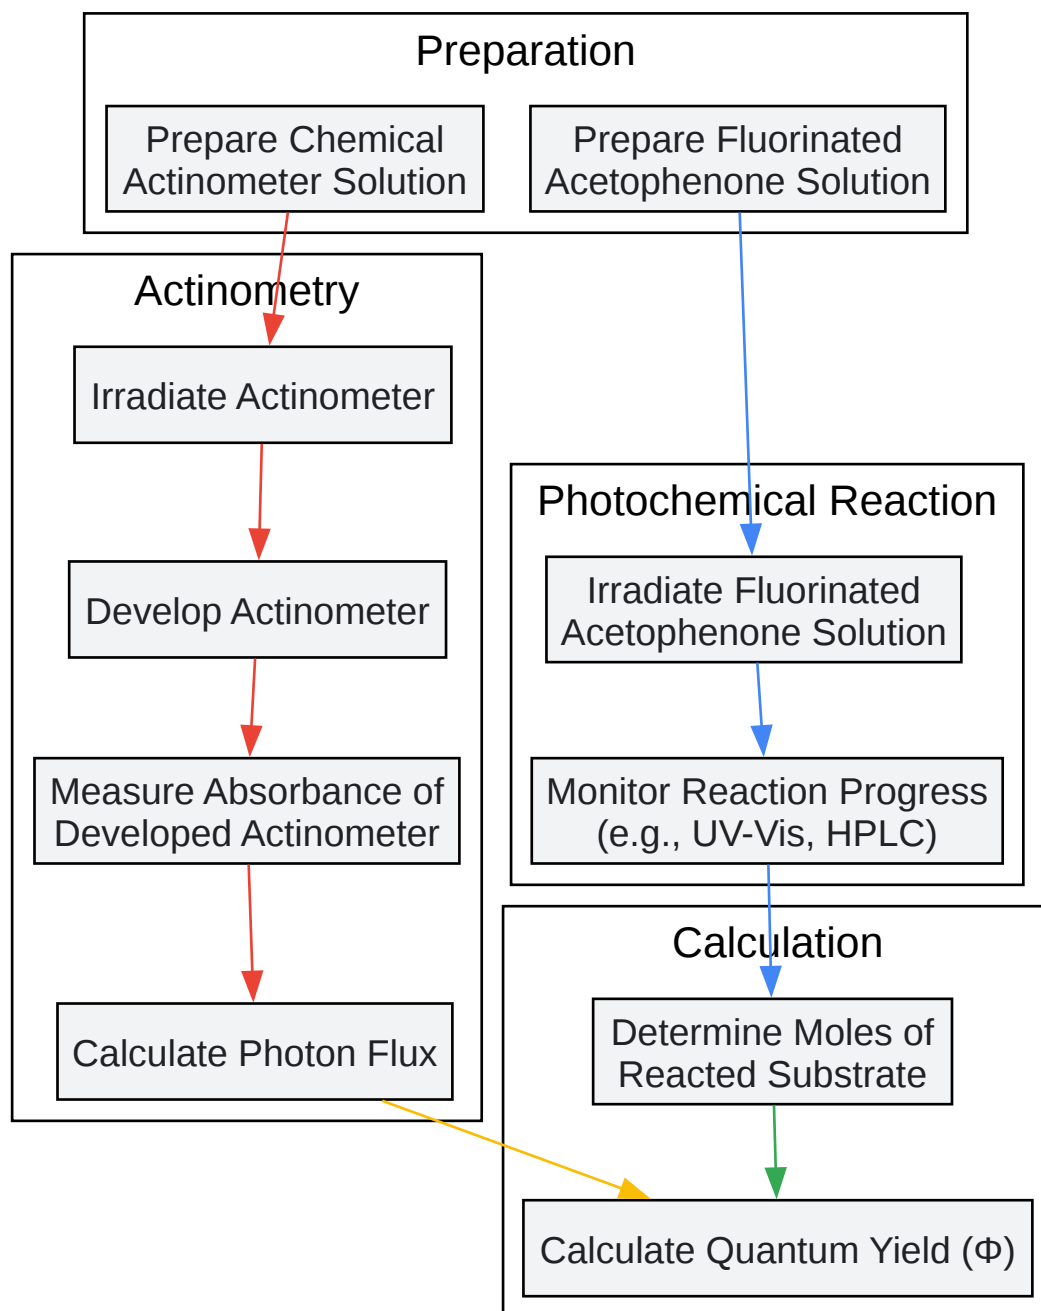 Preparation
Prepare Chemical
Actinometer Solution
Prepare Fluorinated
Acetophenone Solution
Actinometry
Irradiate Actinometer
Develop Actinometer
Measure Absorbance of
Developed Actinometer
Calculate Photon Flux
Photochemical Reaction
Irradiate Fluorinated
Acetophenone Solution
Monitor Reaction Progress
(e.g., UV-Vis, HPLC)
Calculation
Determine Moles of
Reacted Substrate
Calculate Quantum Yield (Φ)